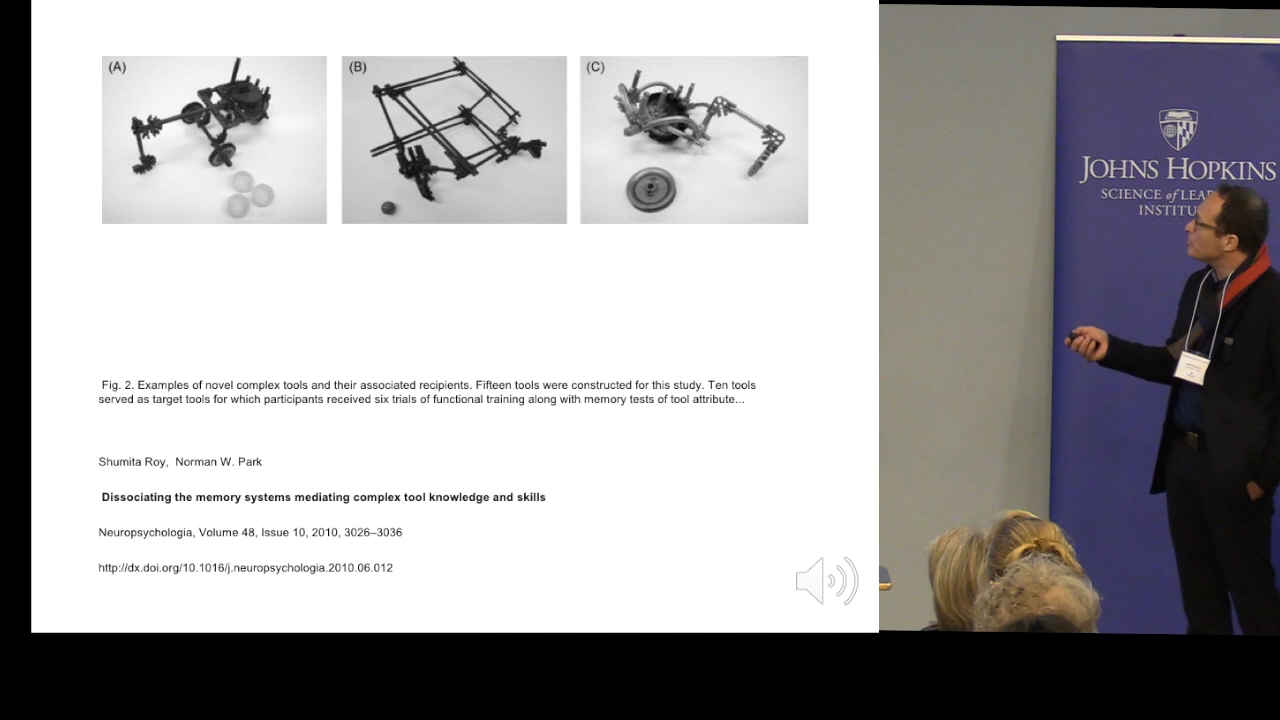 (A)
(B)
(C)
Fig. 2. Examples of novel complex tools and their associated recipients. Fifteen tools were constructed for this study. Ten tools
served as target tools for which participants received six trials of functional training along with memory tests of tool attribute...
Shumita Roy, Norman W. Park
Dissociating the memory systems mediating complex tool knowledge and skills
Neuropsychologia, Volume 48, Issue 10, 2010, 3026–3036
http://dx.doi.org/10.1016/j.neuropsychologia.2010.06.012
JOHNS HOPKINS
SCIENCE of LEA
INSTITU